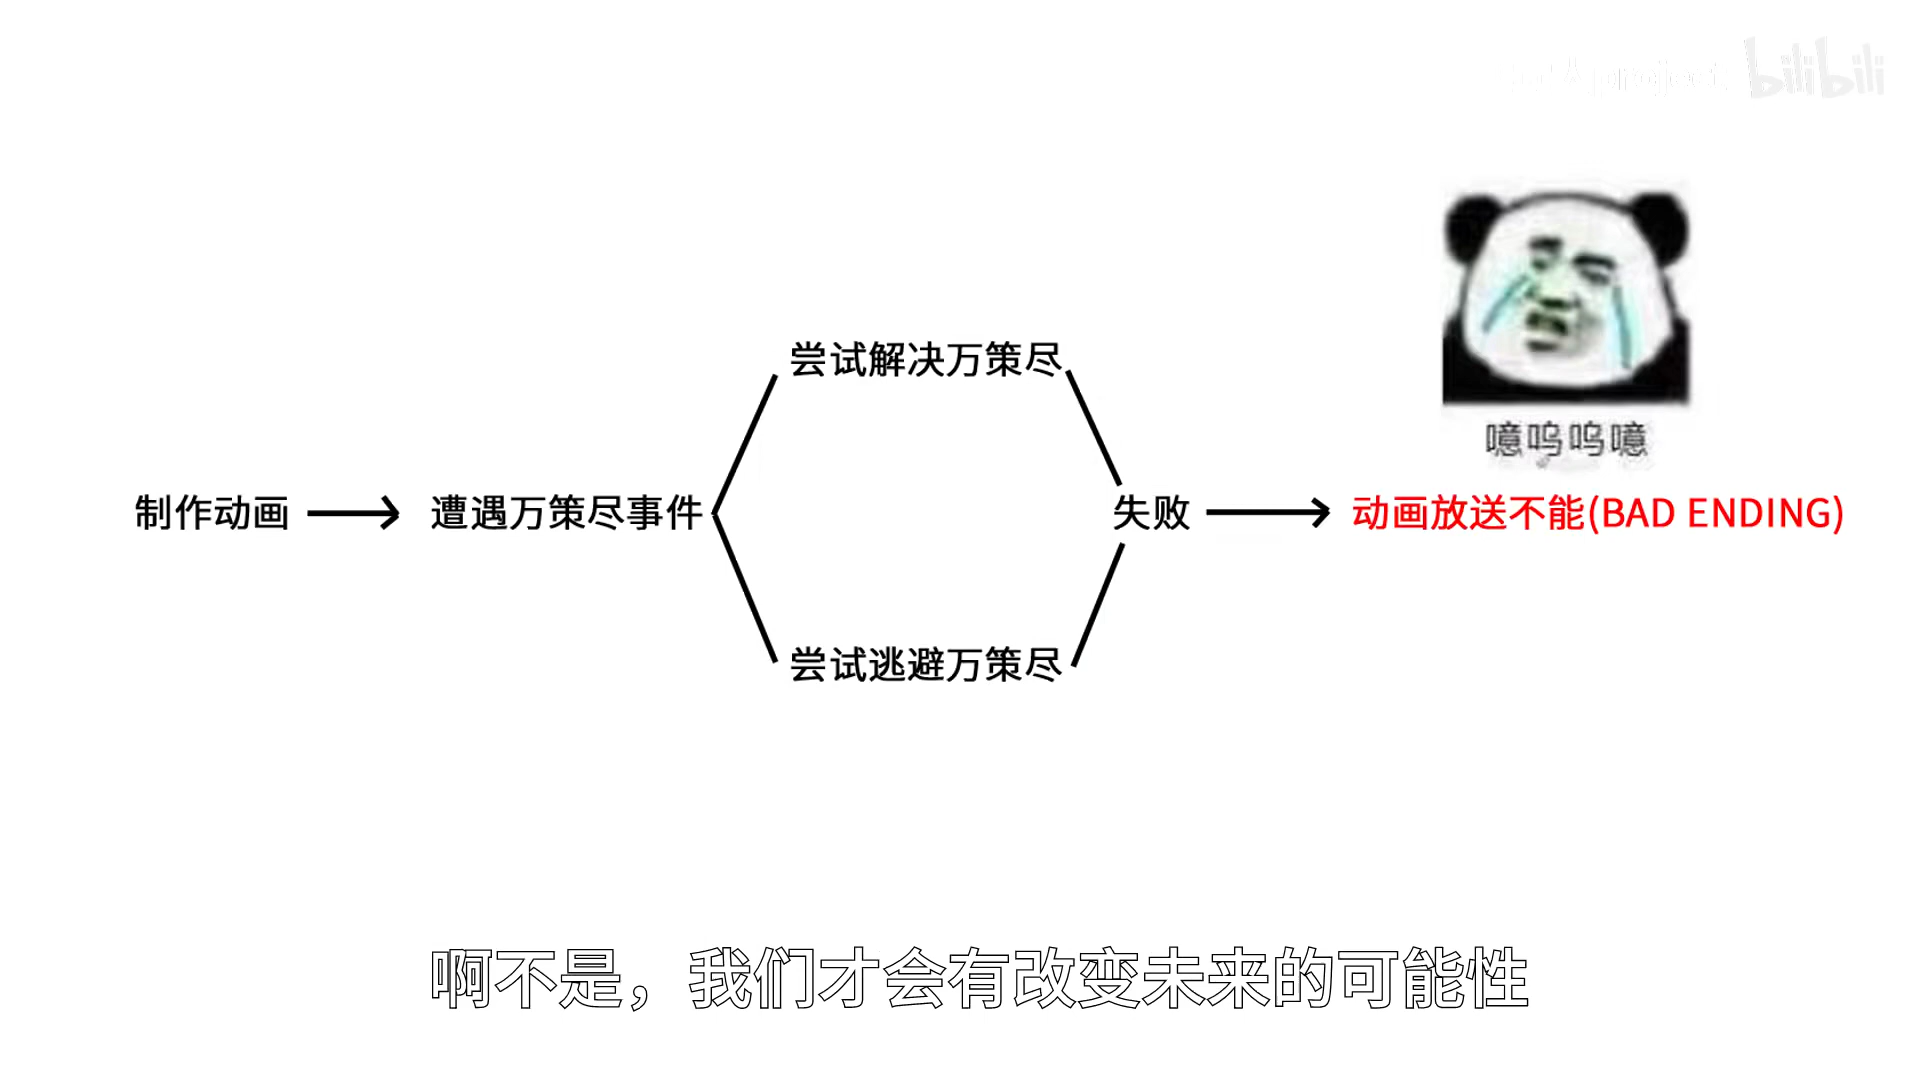 bilibili
噫呜呜噫
尝试解决万策尽
制作动画
遭遇万策尽事件
失败
动画放送不能(BAD ENDING)
尝试逃避万策尽
啊不是，我们才会有改变未来的可能性